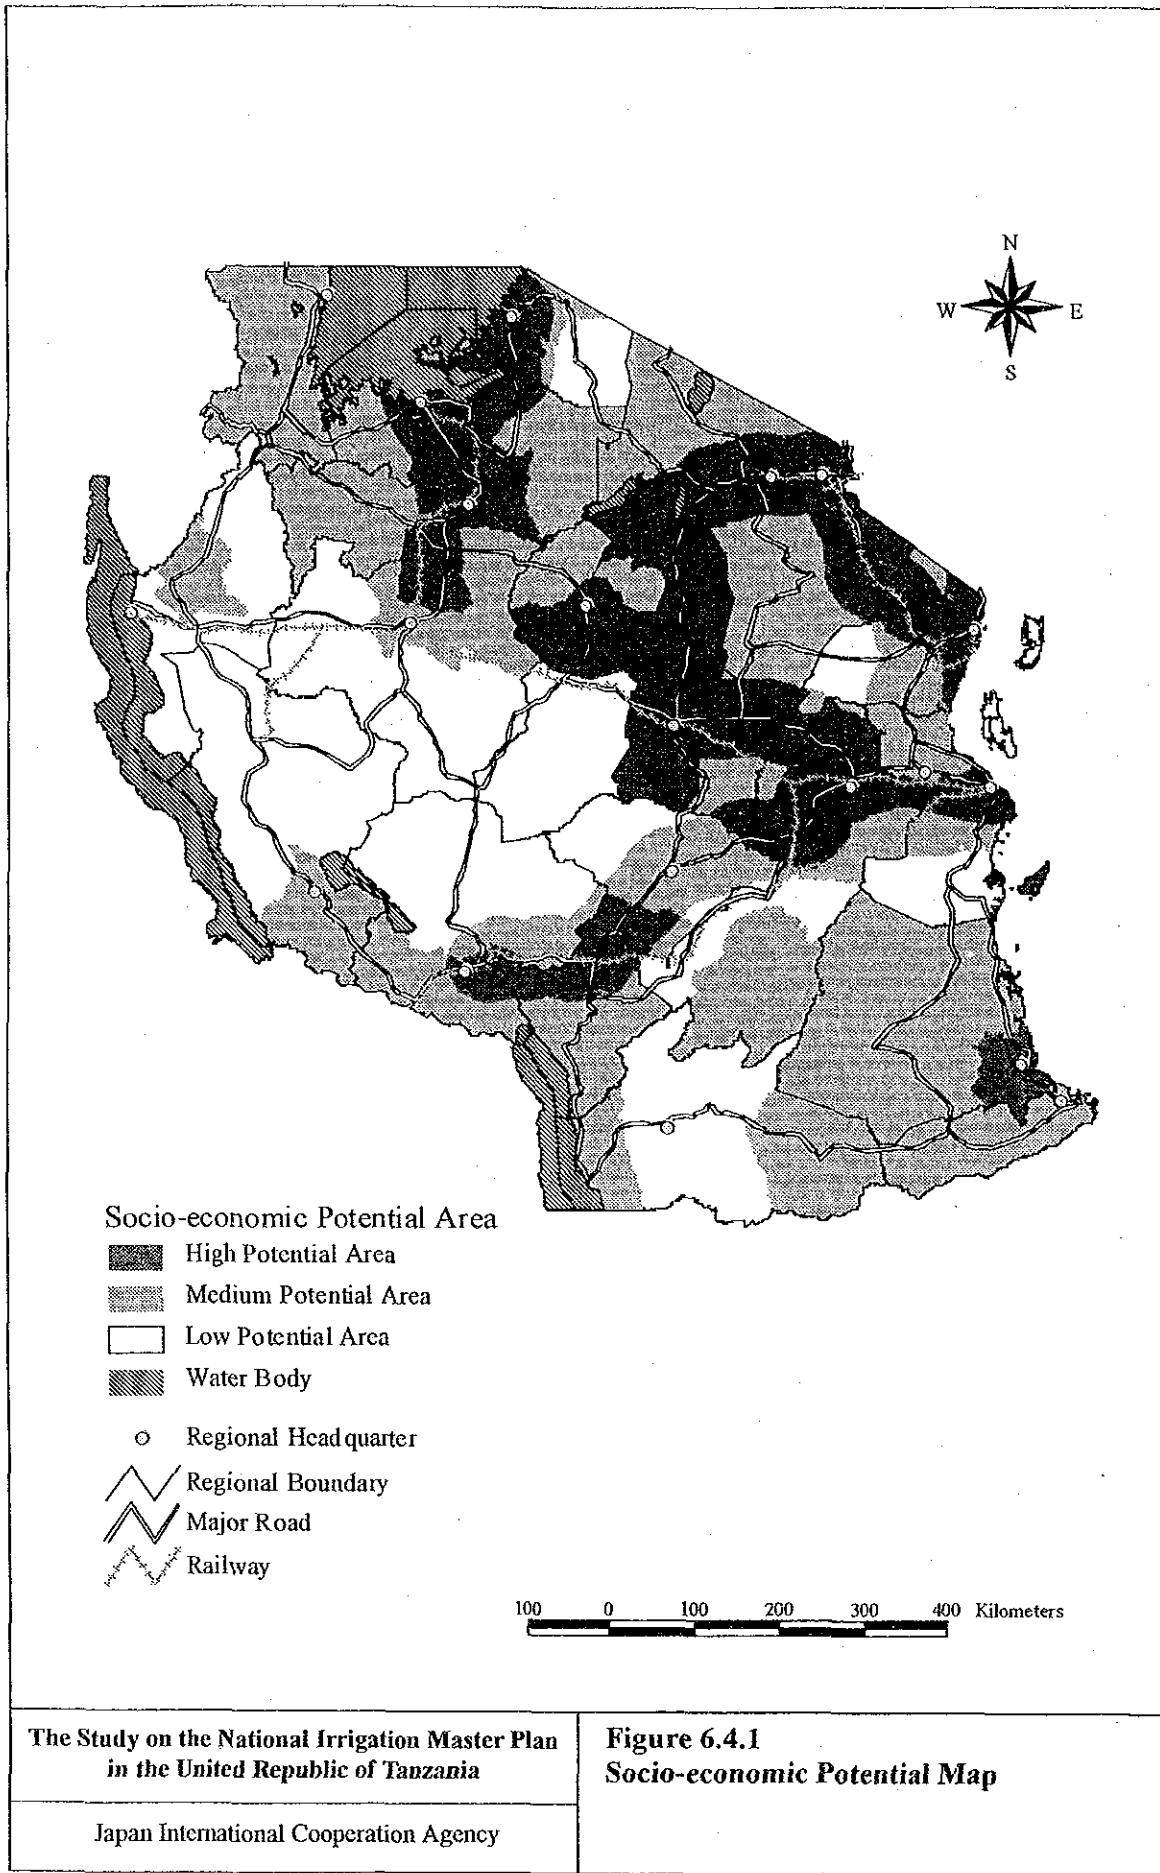 N
W E
S
Socio-economic Potential Area
High Potential Area
Medium Potential Area
Low Potential Area
Water Body
Regional Headquarter
Regional Boundary
Major Road
Railway
100 0 100 200 300 400 Kilometers
The Study on the National Irrigation Master Plan
in the United Republic of Tanzania
Japan International Cooperation Agency
Figure 6.4.1
Socio-economic Potential Map